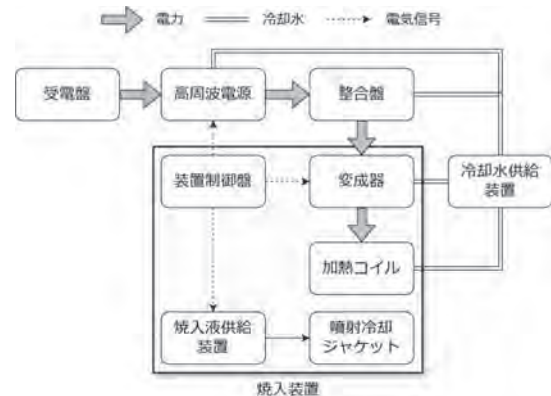 電力
冷却水
電気信号
受電盤
高周波電源
整合盤
装置制御盤
変成器
冷却水供給
装置
加熱コイル
焼入液供給
装置
噴射冷却
ジャケット
焼入装置